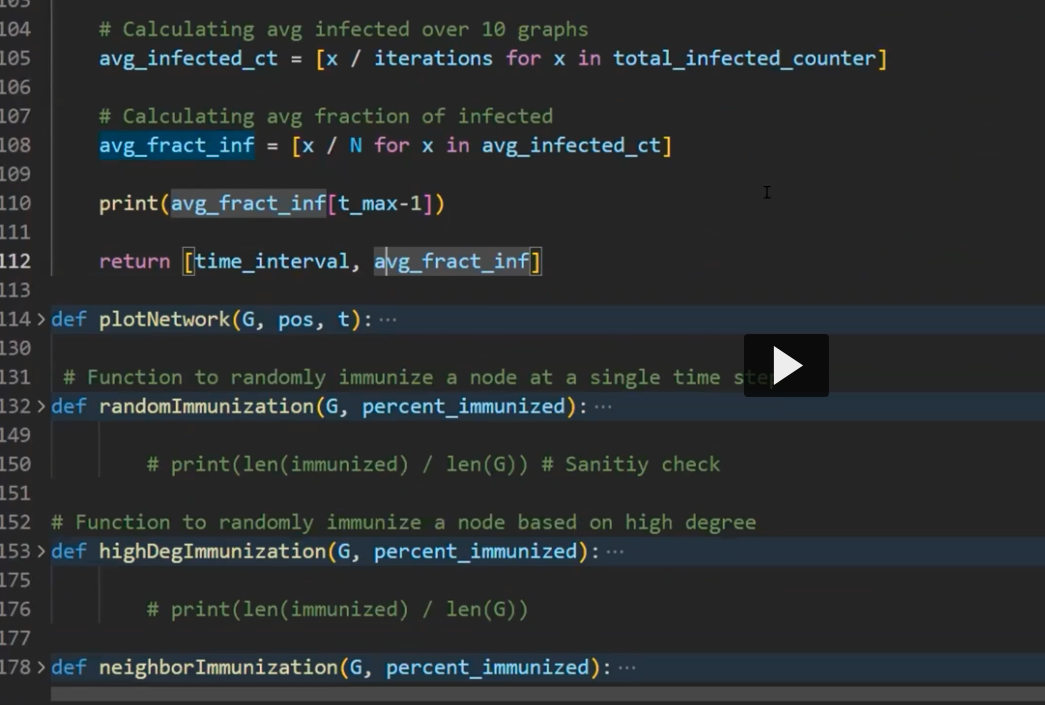 103
104 # Calculating avg infected over 10 graphs
105 avg_infected_ct = [x / iterations for x in total_infected_counter]
106
107 # Calculating avg fraction of infected
108 avg_fract_inf = [x / N for x in avg_infected_ct]
109
110 print(avg_fract_inf[t_max-1])
111
112 return [time_interval, avg_fract_inf]
113
114 > def plotNetwork(G, pos, t): ···
130
131 # Function to randomly immunize a node at a single time step
132 > def randomImmunization(G, percent_immunized): ···
149
150 # print(len(immunized) / len(G)) # Sanitiy check
151
152 # Function to randomly immunize a node based on high degree
153 > def highDegImmunization(G, percent_immunized): ···
175
176 # print(len(immunized) / len(G))
177
178 > def neighborImmunization(G, percent_immunized): ···